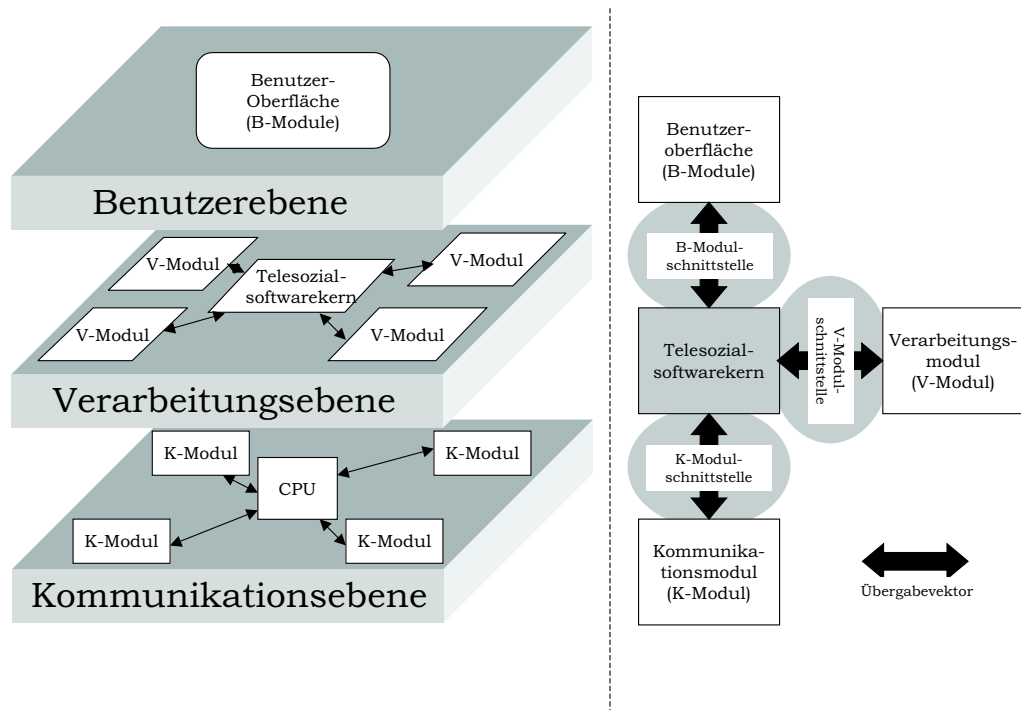 Benutzer-
Oberfläche
(B-Module)
Benutzerebene
V-Modul
V-Modul
Telesozial-
softwarekern
V-Modul
V-Modul
Verarbeitungsebene
K-Modul
K-Modul
CPU
K-Modul
K-Modul
Kommunikationsebene
Benutzer-
oberfläche
(B-Module)
B-Modul-
schnittstelle
Telesozial-
softwarekern
V-Modul-
schnittstelle
Verarbeitungs-
modul
(V-Modul)
K-Modul-
schnittstelle
Kommunika-
tionsmodul
(K-Modul)
Übergabevektor